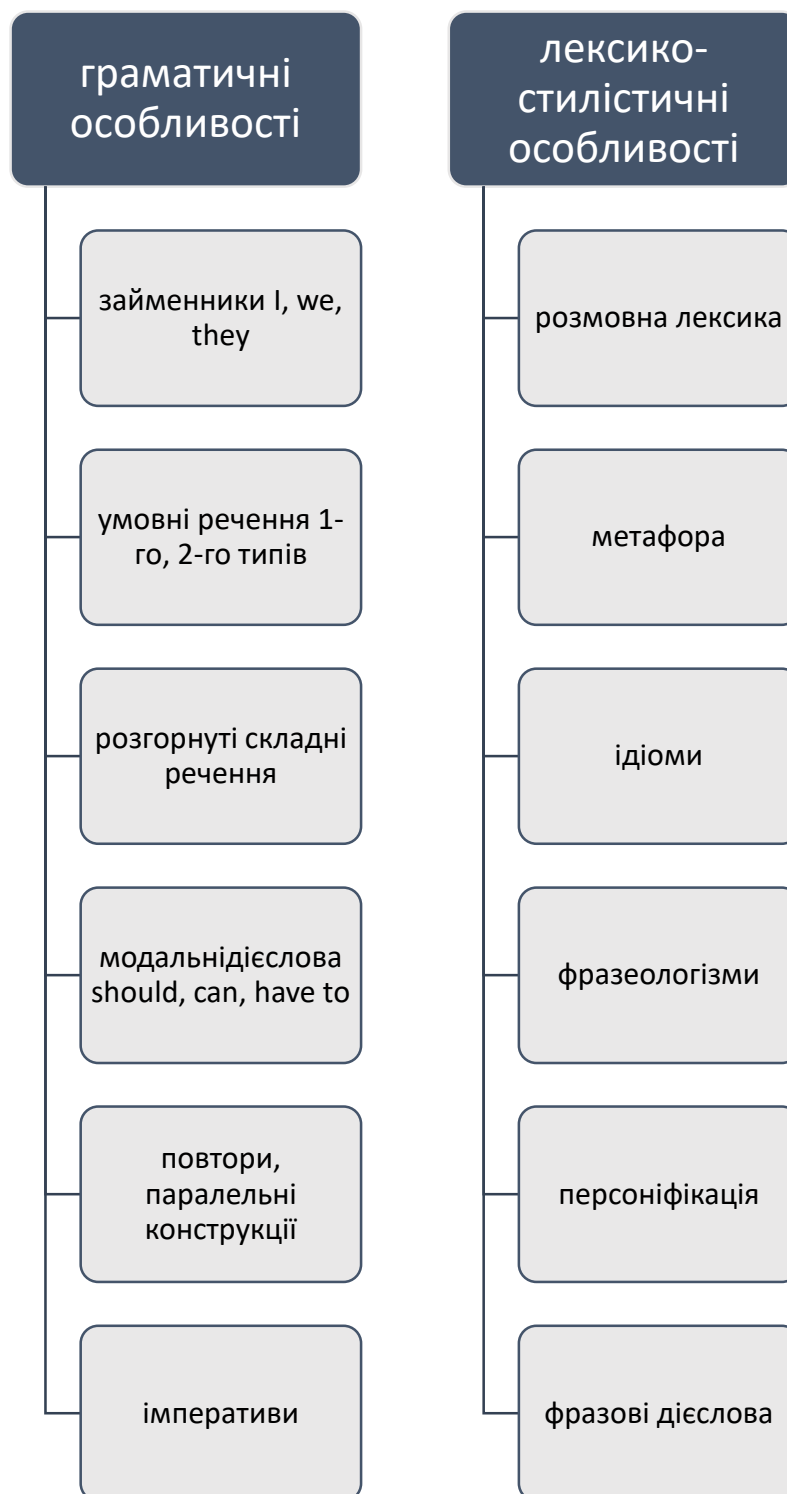 граматичні
особливості
займенники I, we,
they
умовні речення 1-
го, 2-го типів
розгорнуті складні
речення
модальнідієслова
should, can, have to
повтори,
паралельні
конструкції
імперативи
лексико-
стилістичні
особливості
розмовна лексика
метафора
ідіоми
фразеологізми
персоніфікація
фразові дієслова